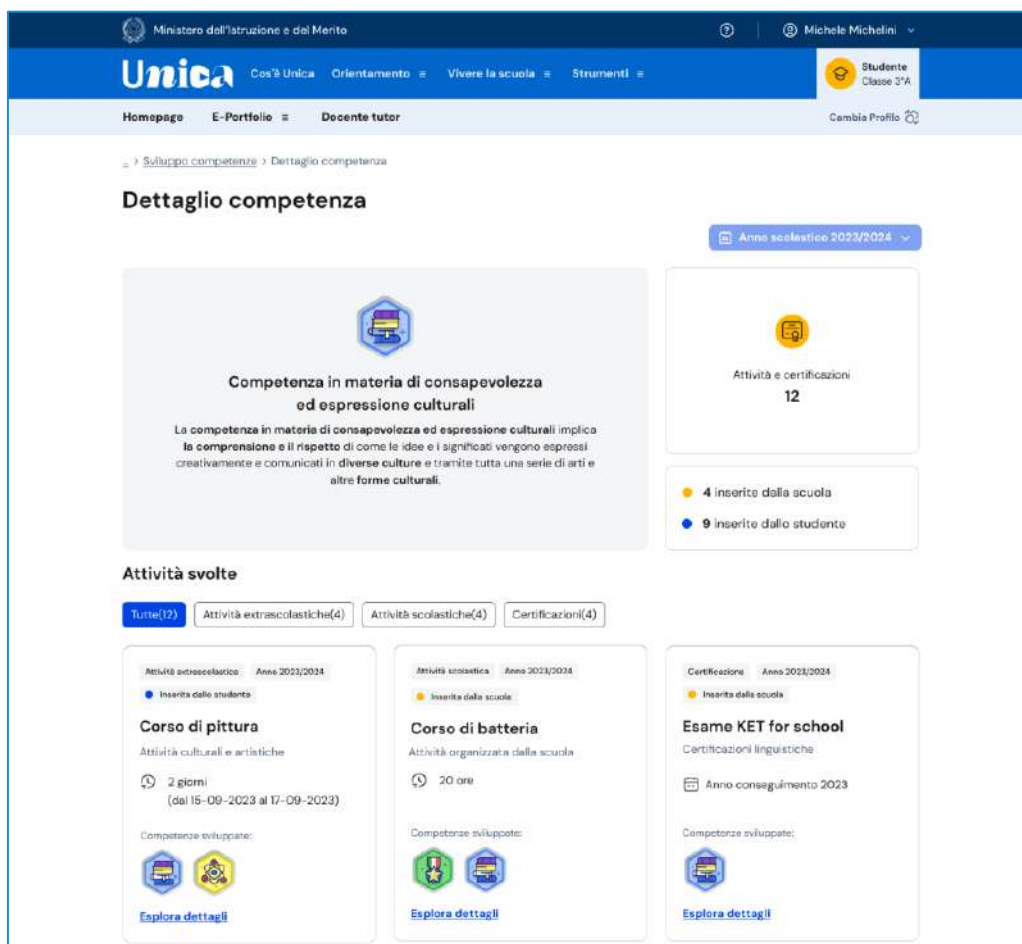 Ministero dell'Istruzione e del Merito
Michele Michelini
Unica
Cos'è Unica Orientamento Vivere la scuola Strumenti
Studente
Classe 3°A
Homepage E-Portfolio Docente tutor
Cambia Profilo
... > Sviluppo competenze > Dettaglio competenza
Dettaglio competenza
Anno scolastico 2023/2024
Competenza in materia di consapevolezza
ed espressione culturali
La competenza in materia di consapevolezza ed espressione culturali implica
la comprensione e il rispetto di come le idee e i significati vengono espressi
creativamente e comunicati in diverse culture e tramite tutta una serie di arti e
altre forme culturali.
Attività e certificazioni
12
4 inserite dalla scuola
9 inserite dallo studente
Attività svolte
Tutte(12) Attività extrascolastiche(4) Attività scolastiche(4) Certificazioni(4)
Attività extrascolastica Anno 2023/2024
Inserita dallo studente
Corso di pittura
Attività culturali e artistiche
2 giorni
(dal 15-09-2023 al 17-09-2023)
Competenze sviluppate:
Esplora dettagli
Attività scolastica Anno 2023/2024
Inserita dalla scuola
Corso di batteria
Attività organizzata dalla scuola
20 ore
Competenze sviluppate:
Esplora dettagli
Certificazione Anno 2023/2024
Inserita dalla scuola
Esame KET for school
Certificazioni linguistiche
Anno conseguimento 2023
Competenze sviluppate:
Esplora dettagli